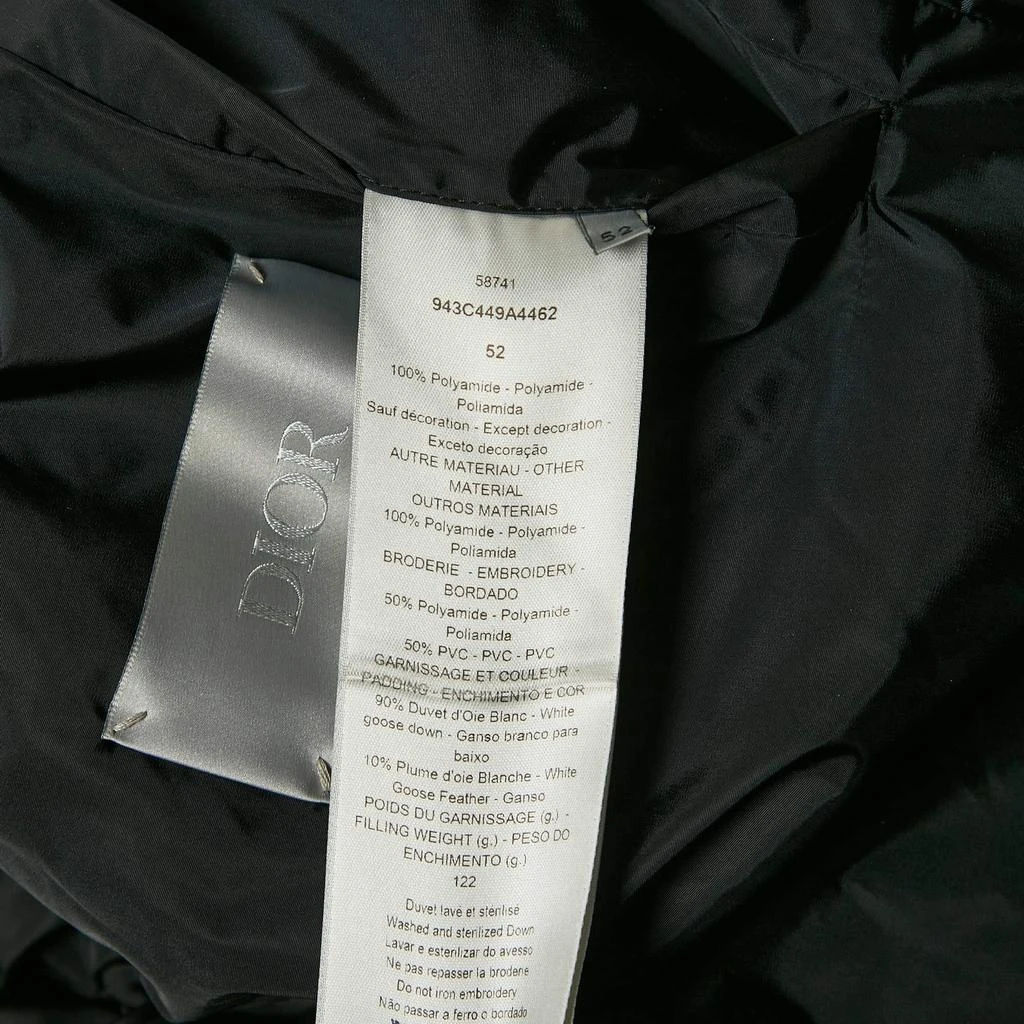 52
58741
943C449A4462
52
100% Polyamide - Polyamide -
Poliamida
Sauf décoration - Except decoration -
Exceto decoração
AUTRE MATERIAU - OTHER
MATERIAL
OUTROS MATERIAIS
100% Polyamide - Polyamide -
Poliamida
BRODERIE - EMBROIDERY -
BORDADO
50% Polyamide - Polyamide -
Poliamida
50% PVC - PVC - PVC
GARNISSAGE ET COULEUR -
PADDING - ENCHIMENTO E COR
90% Duvet d'Oie Blanc - White
goose down - Ganso branco para
baixo
10% Plume d'oie Blanche - White
Goose Feather - Ganso
POIDS DU GARNISSAGE (g.) -
FILLING WEIGHT (g.) - PESO DO
ENCHIMENTO (g.)
122
Duvet lavé et stérilisé
Washed and sterilized Down
Lavar e esterilizar do avesso
Ne pas repasser la broderie
Do not iron embroidery
Não passar a ferro o bordado
DIOR